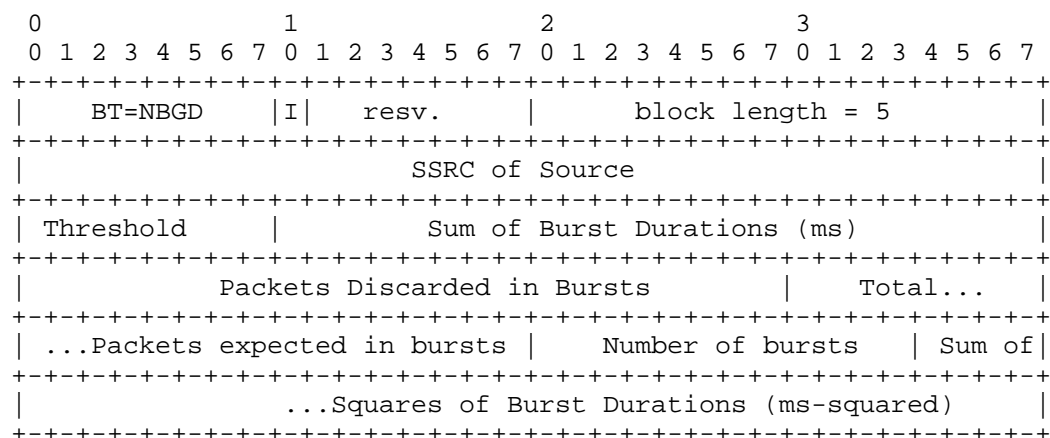 0               1               2               3
 0 1 2 3 4 5 6 7 0 1 2 3 4 5 6 7 0 1 2 3 4 5 6 7 0 1 2 3 4 5 6 7
+-+-+-+-+-+-+-+-+-+-+-+-+-+-+-+-+-+-+-+-+-+-+-+-+-+-+-+-+-+-+-+-+
|    BT=NBGD    |I|   resv.     |      block length = 5         |
+-+-+-+-+-+-+-+-+-+-+-+-+-+-+-+-+-+-+-+-+-+-+-+-+-+-+-+-+-+-+-+-+
|                        SSRC of Source                         |
+-+-+-+-+-+-+-+-+-+-+-+-+-+-+-+-+-+-+-+-+-+-+-+-+-+-+-+-+-+-+-+-+
| Threshold     |         Sum of Burst Durations (ms)           |
+-+-+-+-+-+-+-+-+-+-+-+-+-+-+-+-+-+-+-+-+-+-+-+-+-+-+-+-+-+-+-+-+
|            Packets Discarded in Bursts        |    Total...   |
+-+-+-+-+-+-+-+-+-+-+-+-+-+-+-+-+-+-+-+-+-+-+-+-+-+-+-+-+-+-+-+-+
| ...Packets expected in bursts |    Number of bursts   | Sum of|
+-+-+-+-+-+-+-+-+-+-+-+-+-+-+-+-+-+-+-+-+-+-+-+-+-+-+-+-+-+-+-+-+
|                ...Squares of Burst Durations (ms-squared)     |
+-+-+-+-+-+-+-+-+-+-+-+-+-+-+-+-+-+-+-+-+-+-+-+-+-+-+-+-+-+-+-+-+